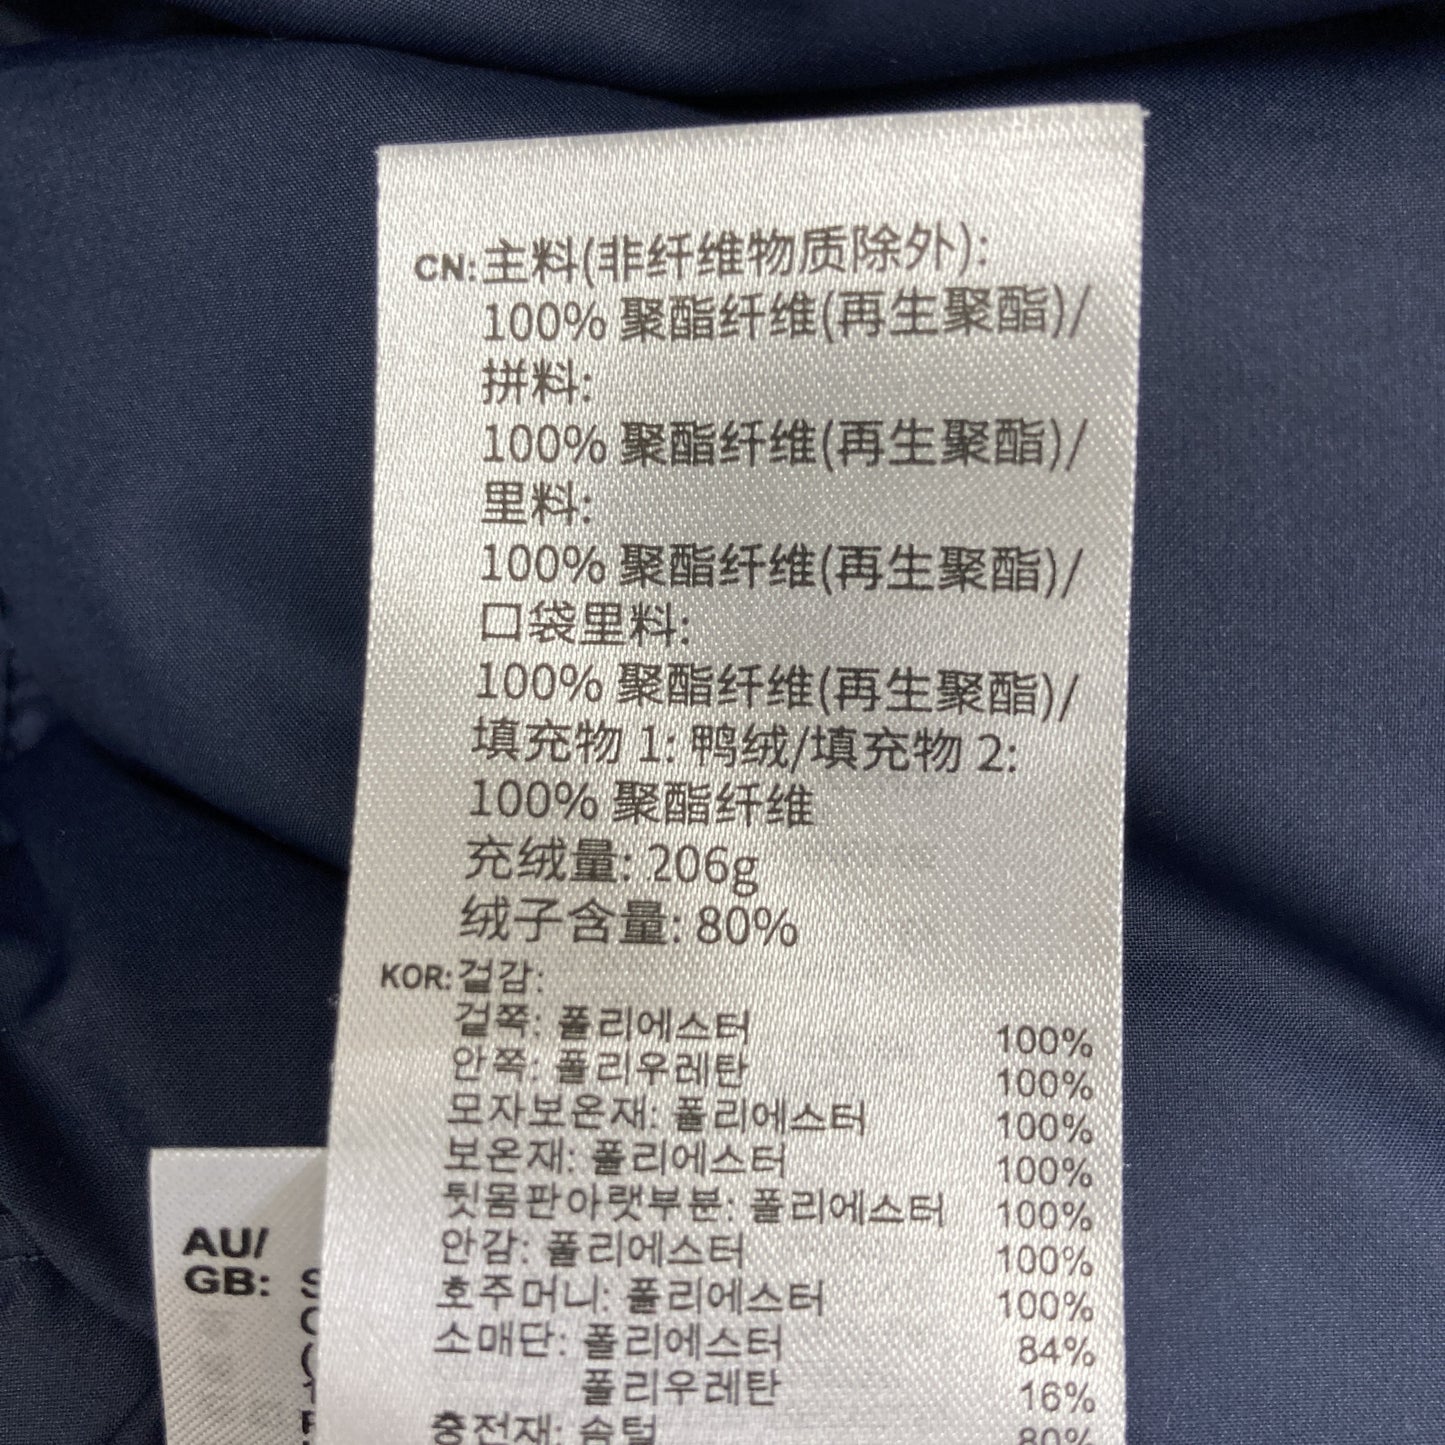 CN: 主料(非纤维物质除外):
100% 聚酯纤维(再生聚酯)/
拼料:
100% 聚酯纤维(再生聚酯)/
里料:
100% 聚酯纤维(再生聚酯)/
口袋里料:
100% 聚酯纤维(再生聚酯)/
填充物 1: 鸭绒/填充物 2:
100% 聚酯纤维
充绒量: 206g
绒子含量: 80%
KOR: 겉감:
겉쪽: 폴리에스터 100%
안쪽: 폴리우레탄 100%
모자보온재: 폴리에스터 100%
보온재: 폴리에스터 100%
뒷몸판아랫부분: 폴리에스터 100%
안감: 폴리에스터 100%
호주머니: 폴리에스터 100%
소매단: 폴리에스터 84%
폴리우레탄 16%
충전재: 솜털 80%
AU/
GB: